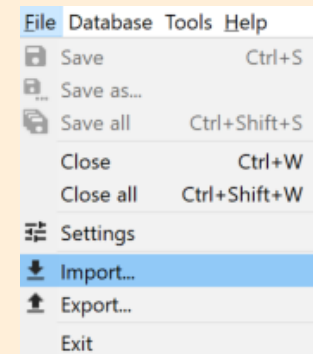 File Database Tools Help
Save Ctrl+S
Save as...
Save all Ctrl+Shift+S
Close Ctrl+W
Close all Ctrl+Shift+W
Settings
Import...
Export...
Exit